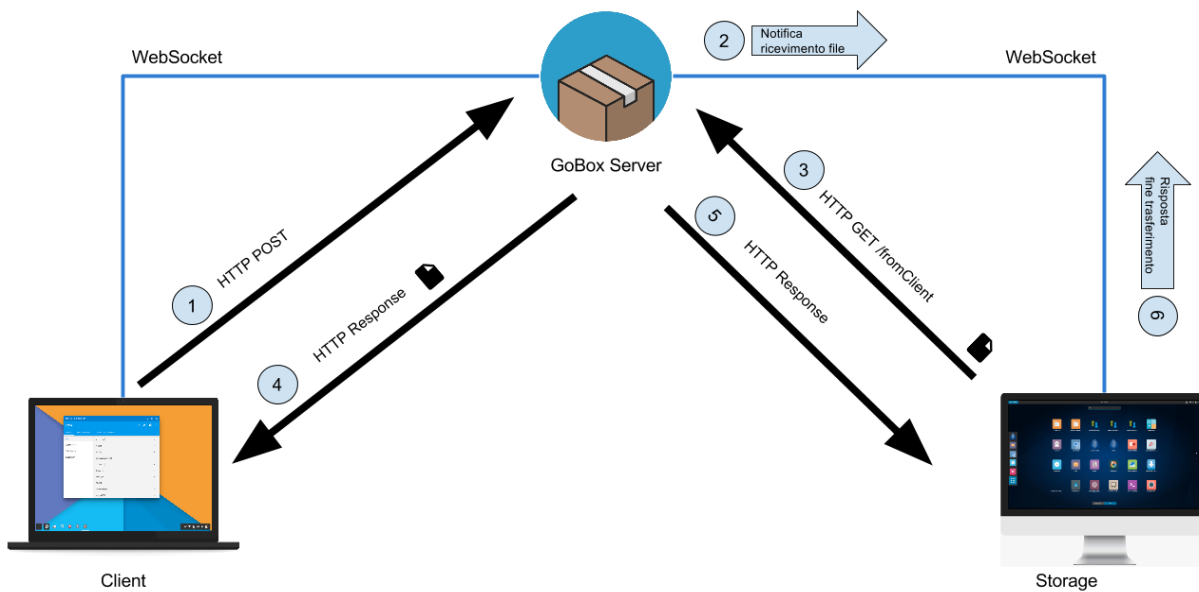 2
Notifica
ricevimento file
WebSocket
WebSocket
GoBox Server
3
HTTP GET /fromClient
Risposta
fine trasferimento
5
HTTP Response
HTTP POST
1
HTTP Response
4
6
Client
Storage